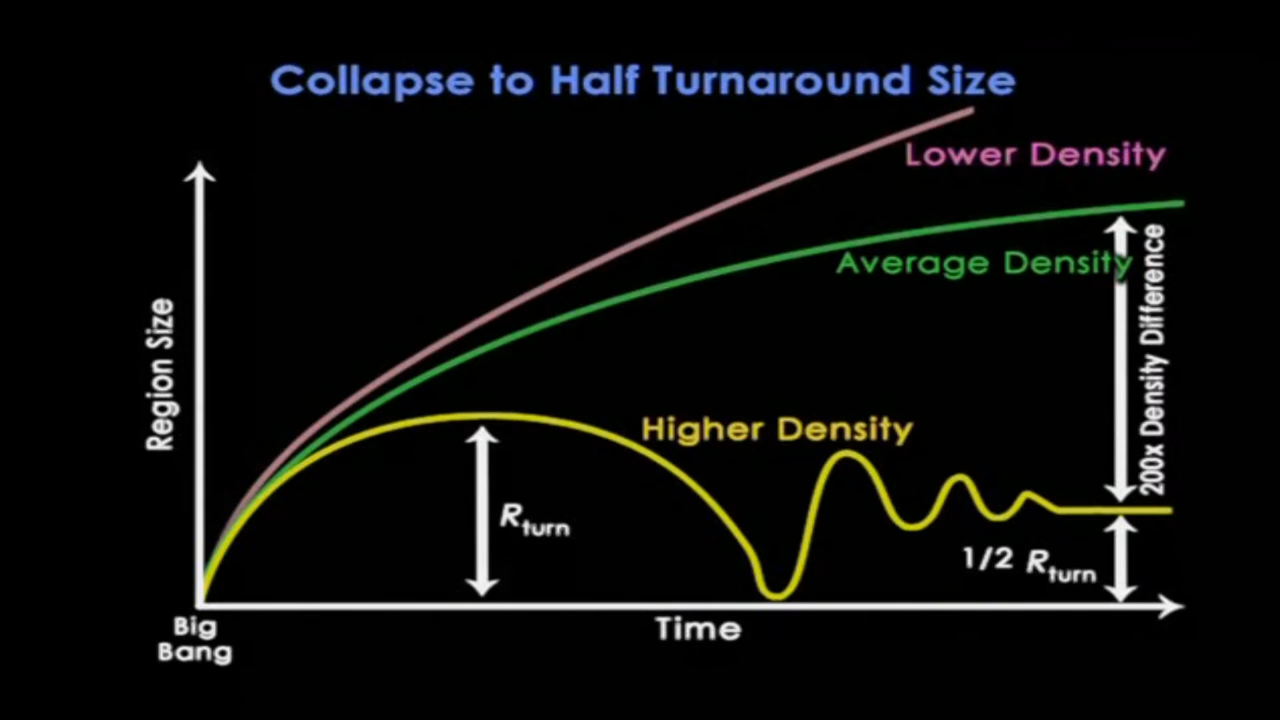 Collapse to Half Turnaround Size
Lower Density
Average Density
200x Density Difference
Region Size
Higher Density
Rturn
1/2 Rturn
Big
Bang
Time